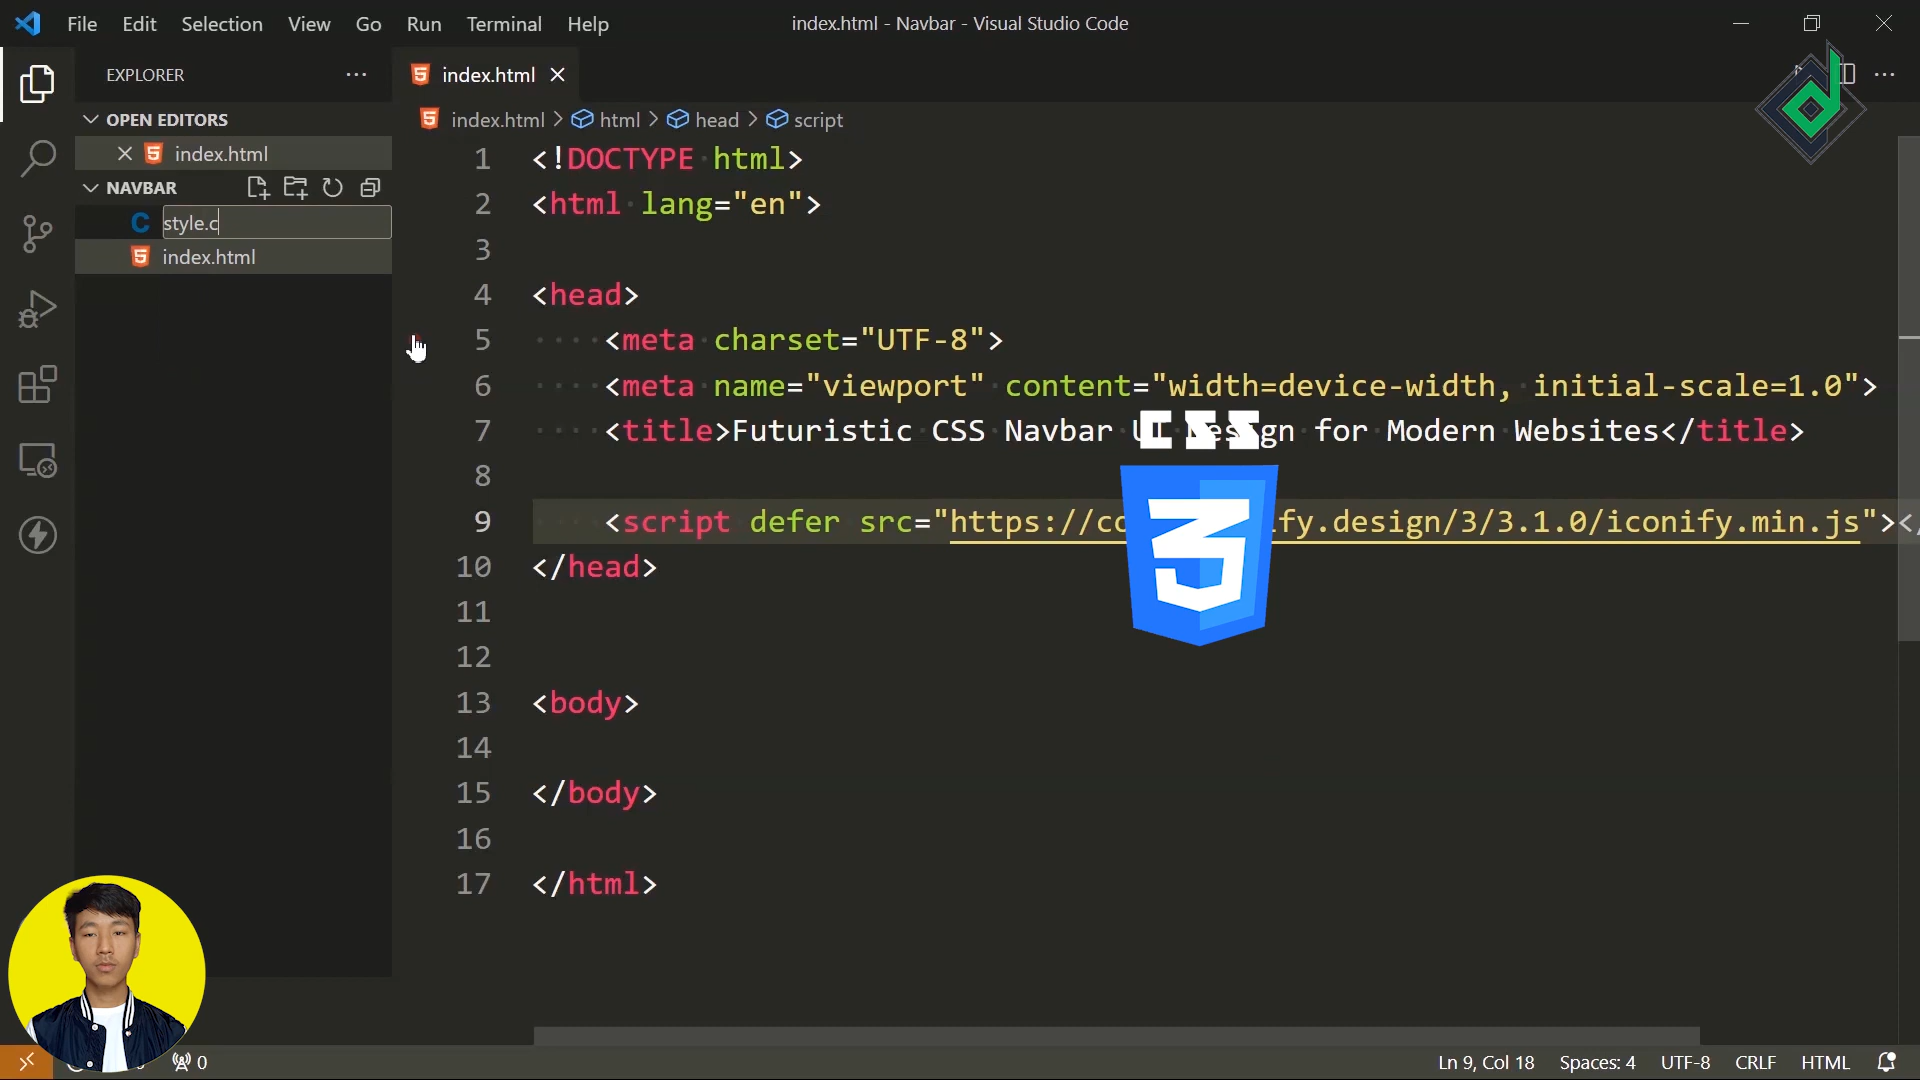 File Edit Selection View Go Run Terminal Help
index.html - Navbar - Visual Studio Code
EXPLORER
index.html
OPEN EDITORS
index.html
NAVBAR
style.c
index.html
index.html > html > head > script
1 <!DOCTYPE html>
2 <html lang="en">
3
4 <head>
5 <meta charset="UTF-8">
6 <meta name="viewport" content="width=device-width, initial-scale=1.0">
7 <title>Futuristic CSS Navbar for Modern Websites</title>
CSS
3
8
9 <script defer src="https:// .design/3/3.1.0/iconify.min.js"></
10 </head>
11
12
13 <body>
14
15 </body>
16
17 </html>
0
Ln 9, Col 18 Spaces: 4 UTF-8 CRLF HTML